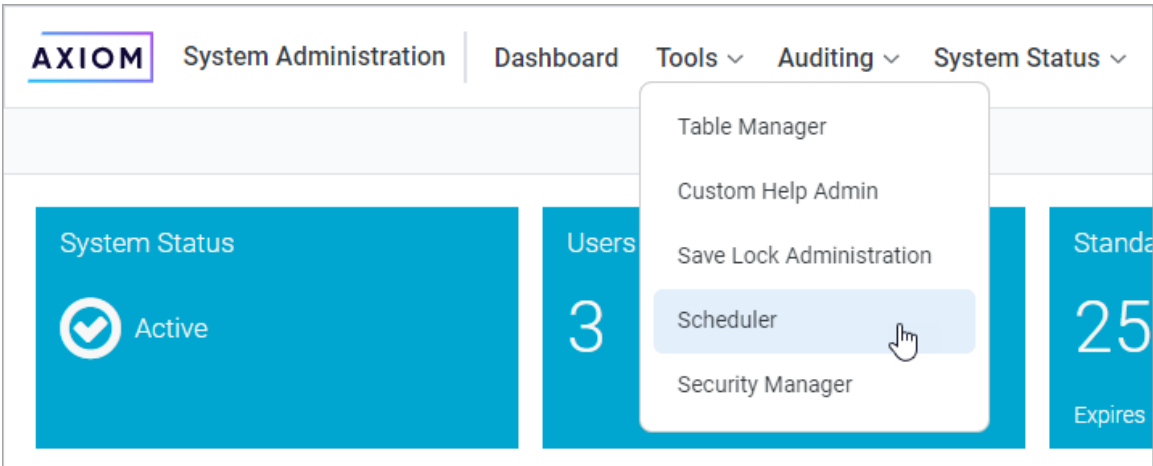 AXIOM System Administration Dashboard Tools Auditing System Status
Table Manager
Custom Help Admin
Save Lock Administration
Scheduler
Security Manager
System Status
Active
Users
3
25
Expires